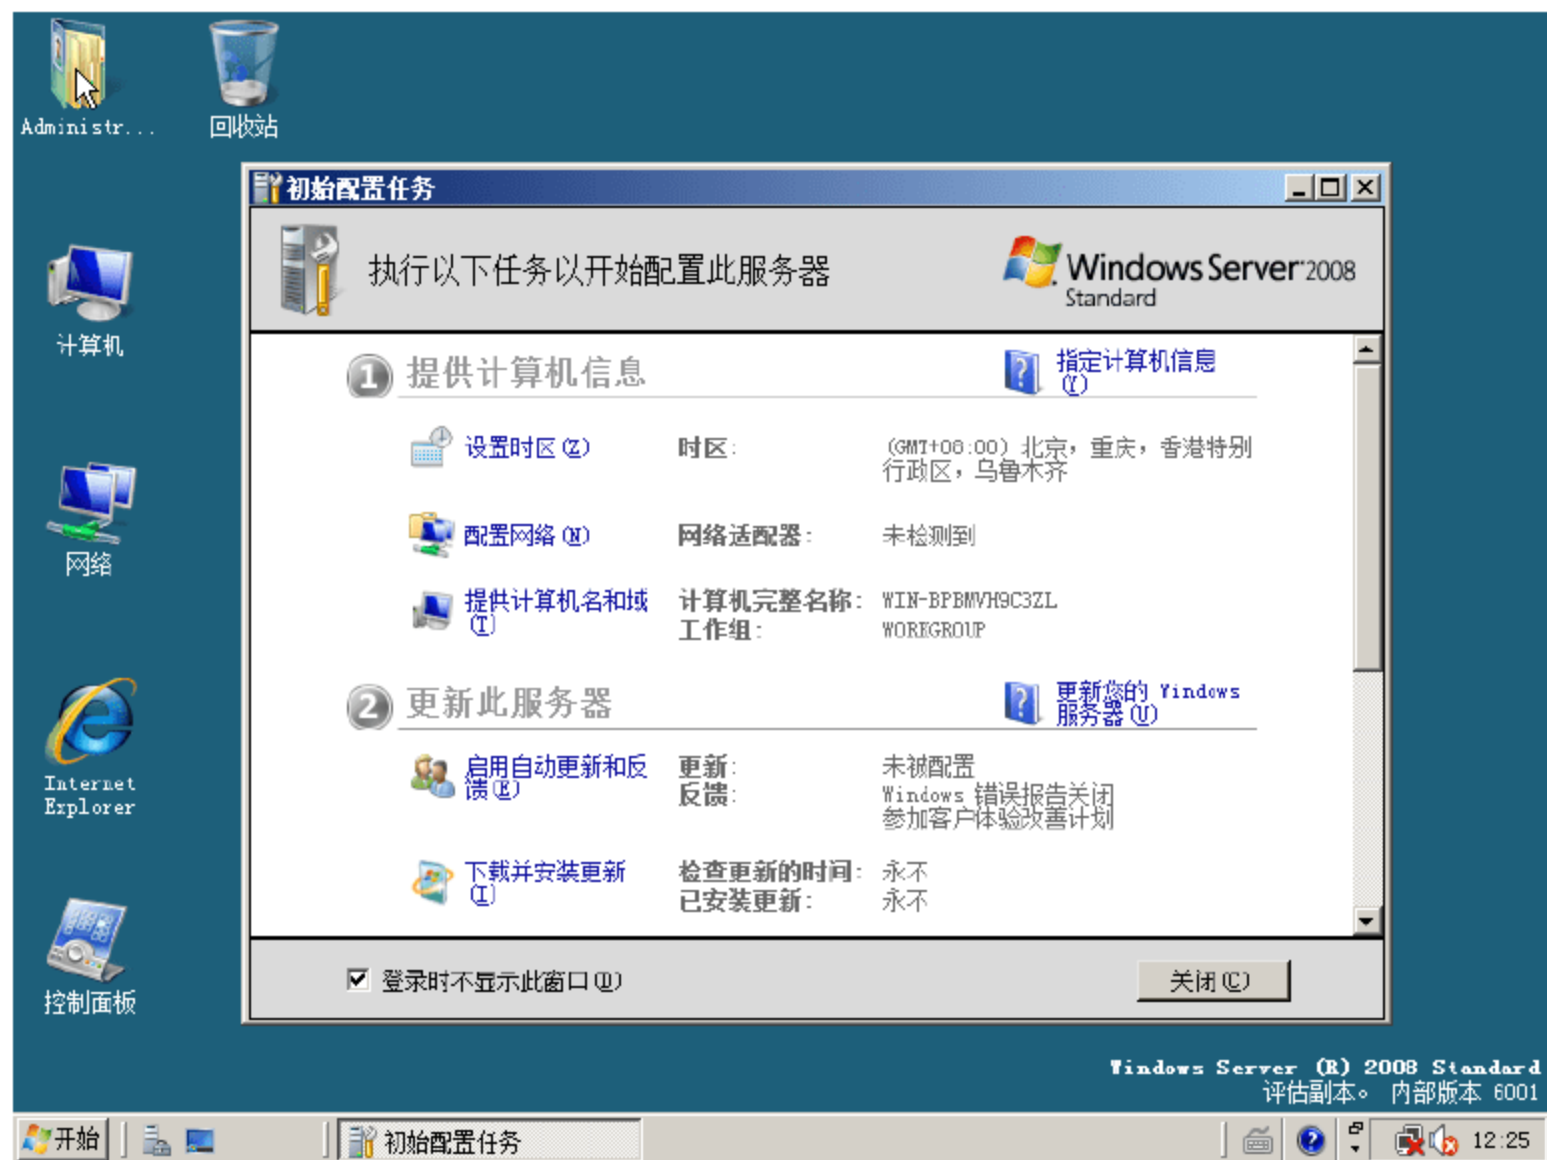 Administr...
回收站
计算机
网络
Internet
Explorer
控制面板
初始配置任务
执行以下任务以开始配置此服务器
Windows Server 2008
Standard
1 提供计算机信息
指定计算机信息
(Y)
设置时区(Z)
时区:
(GMT+08:00) 北京，重庆，香港特别
行政区，乌鲁木齐
配置网络(N)
网络适配器:
未检测到
提供计算机名和域
(T)
计算机完整名称:
WIN-BPBMVH9C3ZL
工作组:
WORKGROUP
2 更新此服务器
更新您的 Windows
服务器(U)
启用自动更新和反
馈(E)
更新:
未被配置
反馈:
Windows 错误报告关闭
参加客户体验改善计划
下载并安装更新
(I)
检查更新的时间:
永不
已安装更新:
永不
登录时不显示此窗口(D)
关闭(C)
Windows Server (R) 2008 Standard
评估副本。 内部版本 6001
开始
初始配置任务
12:25